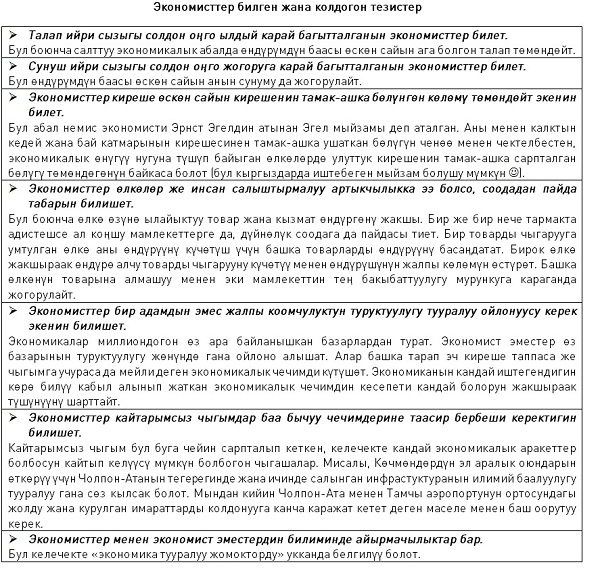 Экономисттер билген жана колдогон тезистер
➢ Талап ийри сызыгы солдон оңго ылдый карай багытталганын экономисттер билет.
Бул боюнча салттуу экономикалык абалда өндүрүмдүн баасы өскөн сайын ага болгон талап төмөндөйт.
➢ Сунуш ийри сызыгы солдон оңго жогоруга карай багытталганын экономисттер билет.
Бул өндүрүмдүн баасы өскөн сайын анын сунуму да жогорулайт.
➢ Экономисттер киреше өскөн сайын кирешенин тамак-ашка бөлүнгөн көлөмү төмөндөйт экенин
билет.
Бул абал немис экономисти Эрнст Эгелдин атынан Эгел мыйзамы деп аталган. Аны менен калктын
кедей жана бай катмарынын кирешесинен тамак-ашка ушаткан бөлүгүн ченөө менен чектелбестен,
экономикалык өнүгүү нугуна түшүп байыган өлкөлөрдө улуттук кирешенин тамак-ашка сарпталган
бөлүгү төмөндөгөнүн байкаса болот (бул кыргыздарда иштебеген мыйзам болушу мүмкүн ☺).
➢ Экономисттер өлкөлөр же инсан салыштырмалуу артыкчылыкка ээ болсо, соодадан пайда
табарын билишет.
Бул боюнча өлкө өзүнө ылайыктуу товар жана кызмат өндүргөнү жакшы. Бир же бир нече тармакта
адистешсе ал коңшу мамлекеттерге да, дүйнөлүк соодага да пайдасы тиет. Бир товарды чыгарууга
умтулган өлкө аны өндүрүүнү күчөтүш үчүн башка товарларды өндүрүүнү басаңдатат. Бирок өлкө
жакшыраак өндүрө алчу товарды чыгарууну күчөтүү менен өндүрүшүнүн жалпы көлөмүн өстүрөт. Башка
өлкөнүн товарына алмашуу менен эки мамлекеттин тең бакыбаттуулугу мурункуга караганда
жогорулайт.
➢ Экономисттер бир адамдын эмес жалпы коомчулуктун туруктуулугу тууралуу ойлонуусу керек
экенин билишет.
Экономикалар миллиондогон өз ара байланышкан базарлардан турат. Экономист эместер өз
базарынын туруктуулугу жөнүндө гана ойлоно алышат. Алар башка тарап эч киреше таппаса же
чыгымга учураса да мейли деген экономикалык чечимди күтүшөт. Экономиканын кандай иштегендигин
көрө билүү кабыл алынып жаткан экономикалык чечимдин кесепети кандай болорун жакшыраак
түшүнүүнү шарттайт.
➢ Экономисттер кайтарымсыз чыгымдар баа бычуу чечимдерине таасир бербеши керектигин
билишет.
Кайтарымсыз чыгым бул буга чейин сарпталып кеткен, келечекте кандай экономикалык аракеттер
болбосун кайтып келүүсү мүмкүн болбогон чыгашалар. Мисалы, Көчмөндөрдүн эл аралык оюндарын
өткөрүү үчүн Чолпон-Атанын тегерегинде жана ичинде салынган инфрастуктуранын илимий баалуулугу
тууралуу гана сөз кылсак болот. Мындан кийин Чолпон-Ата менен Тамчы аэропортунун ортосундагы
жолду жана курулган имараттарды колдонууга канча каражат кетет деген маселе менен баш оорутуу
керек.
➢ Экономисттер менен экономист эместердин билиминде айырмачылыктар бар.
Бул келечекте «экономика тууралуу жомокторду» укканда белгилүү болот.